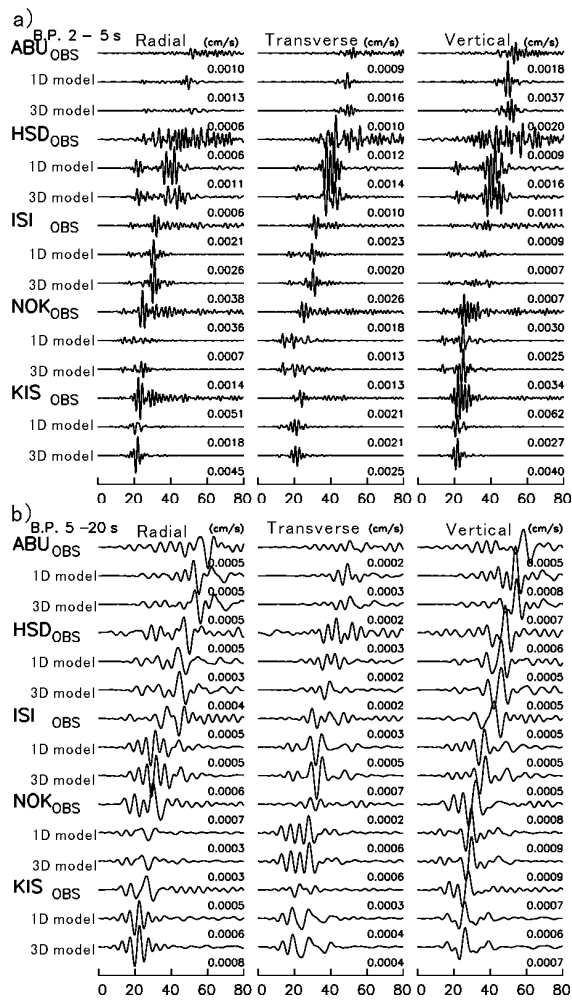 a)
B.P. 2 – 5 s Radial (cm/s) Transverse (cm/s) Vertical (cm/s)
ABU OBS
0.0010 0.0009 0.0018
1D model
0.0013 0.0016 0.0037
3D model
0.0006 0.0010 0.0020
HSD OBS
0.0006 0.0012 0.0009
1D model
0.0011 0.0014 0.0016
3D model
0.0006 0.0010 0.0011
ISI OBS
0.0021 0.0023 0.0009
1D model
0.0026 0.0020 0.0007
3D model
0.0038 0.0026 0.0007
NOK OBS
0.0036 0.0018 0.0030
1D model
0.0007 0.0013 0.0025
3D model
0.0014 0.0013 0.0034
KIS OBS
0.0051 0.0021 0.0062
1D model
0.0018 0.0021 0.0027
3D model
0.0045 0.0025 0.0040
0 20 40 60 80 0 20 40 60 80 0 20 40 60 80
b)
B.P. 5 –20 s Radial (cm/s) Transverse (cm/s) Vertical (cm/s)
ABU OBS
0.0005 0.0002 0.0005
1D model
0.0005 0.0003 0.0008
3D model
0.0005 0.0002 0.0007
HSD OBS
0.0005 0.0003 0.0006
1D model
0.0003 0.0002 0.0005
3D model
0.0004 0.0002 0.0005
ISI OBS
0.0005 0.0003 0.0005
1D model
0.0005 0.0005 0.0005
3D model
0.0006 0.0007 0.0005
NOK OBS
0.0007 0.0002 0.0008
1D model
0.0003 0.0006 0.0009
3D model
0.0003 0.0006 0.0009
KIS OBS
0.0005 0.0003 0.0007
1D model
0.0006 0.0004 0.0006
3D model
0.0008 0.0004 0.0007
0 20 40 60 80 0 20 40 60 80 0 20 40 60 80